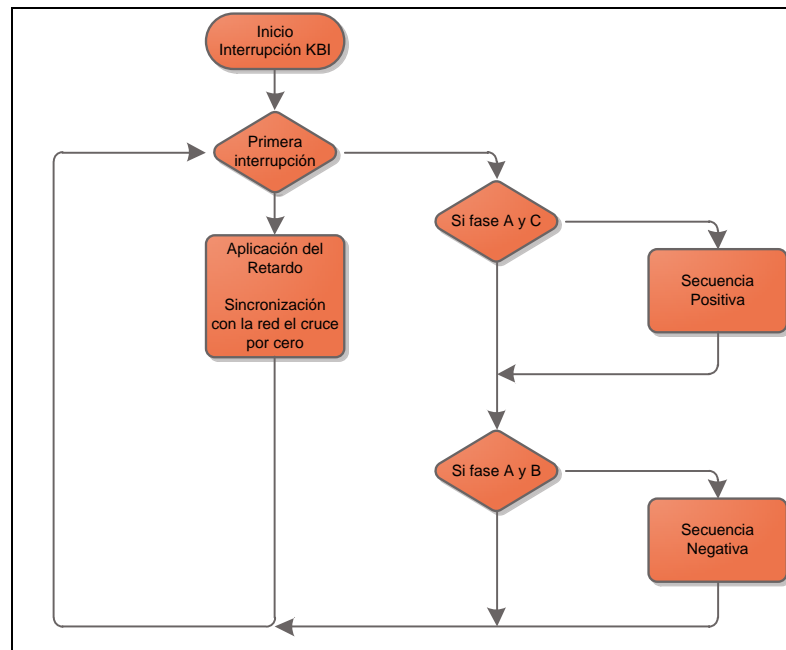 Inicio
Interrupción KBI
Primera
interrupción
Si fase A y C
Aplicación del
Retardo
Sincronización
con la red el cruce
por cero
Secuencia
Positiva
Si fase A y B
Secuencia
Negativa